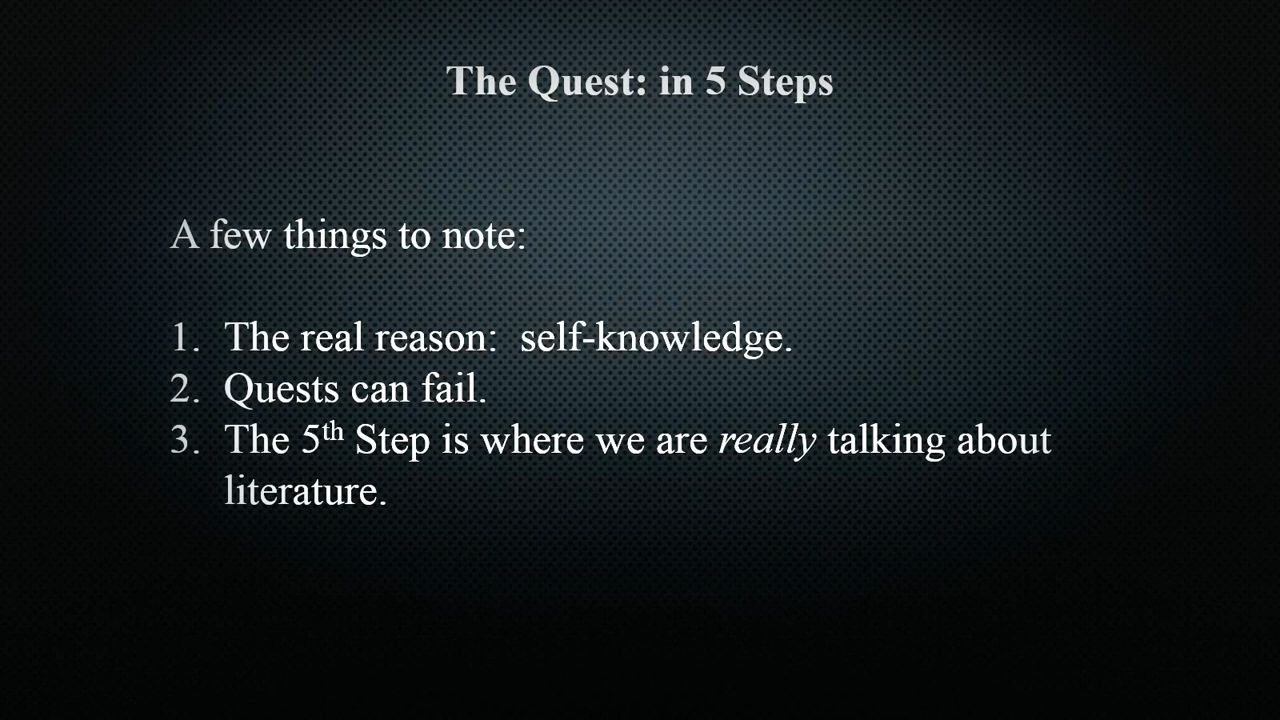 The Quest: in 5 Steps
A few things to note:
1. The real reason:  self-knowledge.
2. Quests can fail.
3. The 5th Step is where we are really talking about
literature.